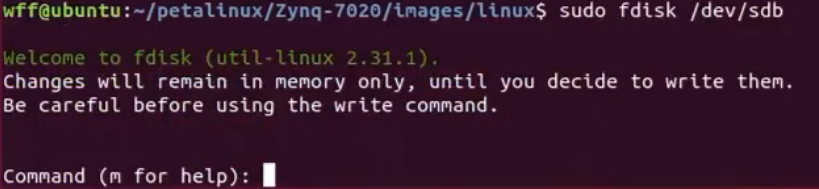 wff@ubuntu:~/petalinux/Zynq-7020/images/linux$ sudo fdisk /dev/sdb
Welcome to fdisk (util-linux 2.31.1).
Changes will remain in memory only, until you decide to write them.
Be careful before using the write command.
Command (m for help):